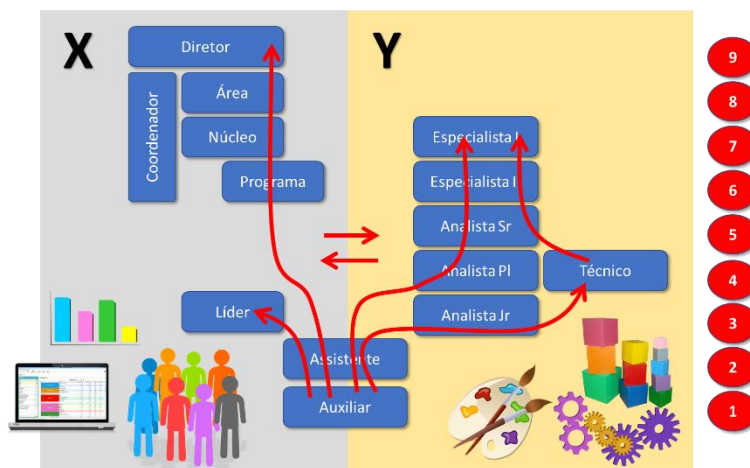 X
Y
Diretor
Coordenador
Área
Núcleo
Programa
Líder
Assistente
Auxiliar
Especialista I
Especialista I
Analista Sr
Analista Pl
Analista Jr
Técnico
9
8
7
6
5
4
3
2
1